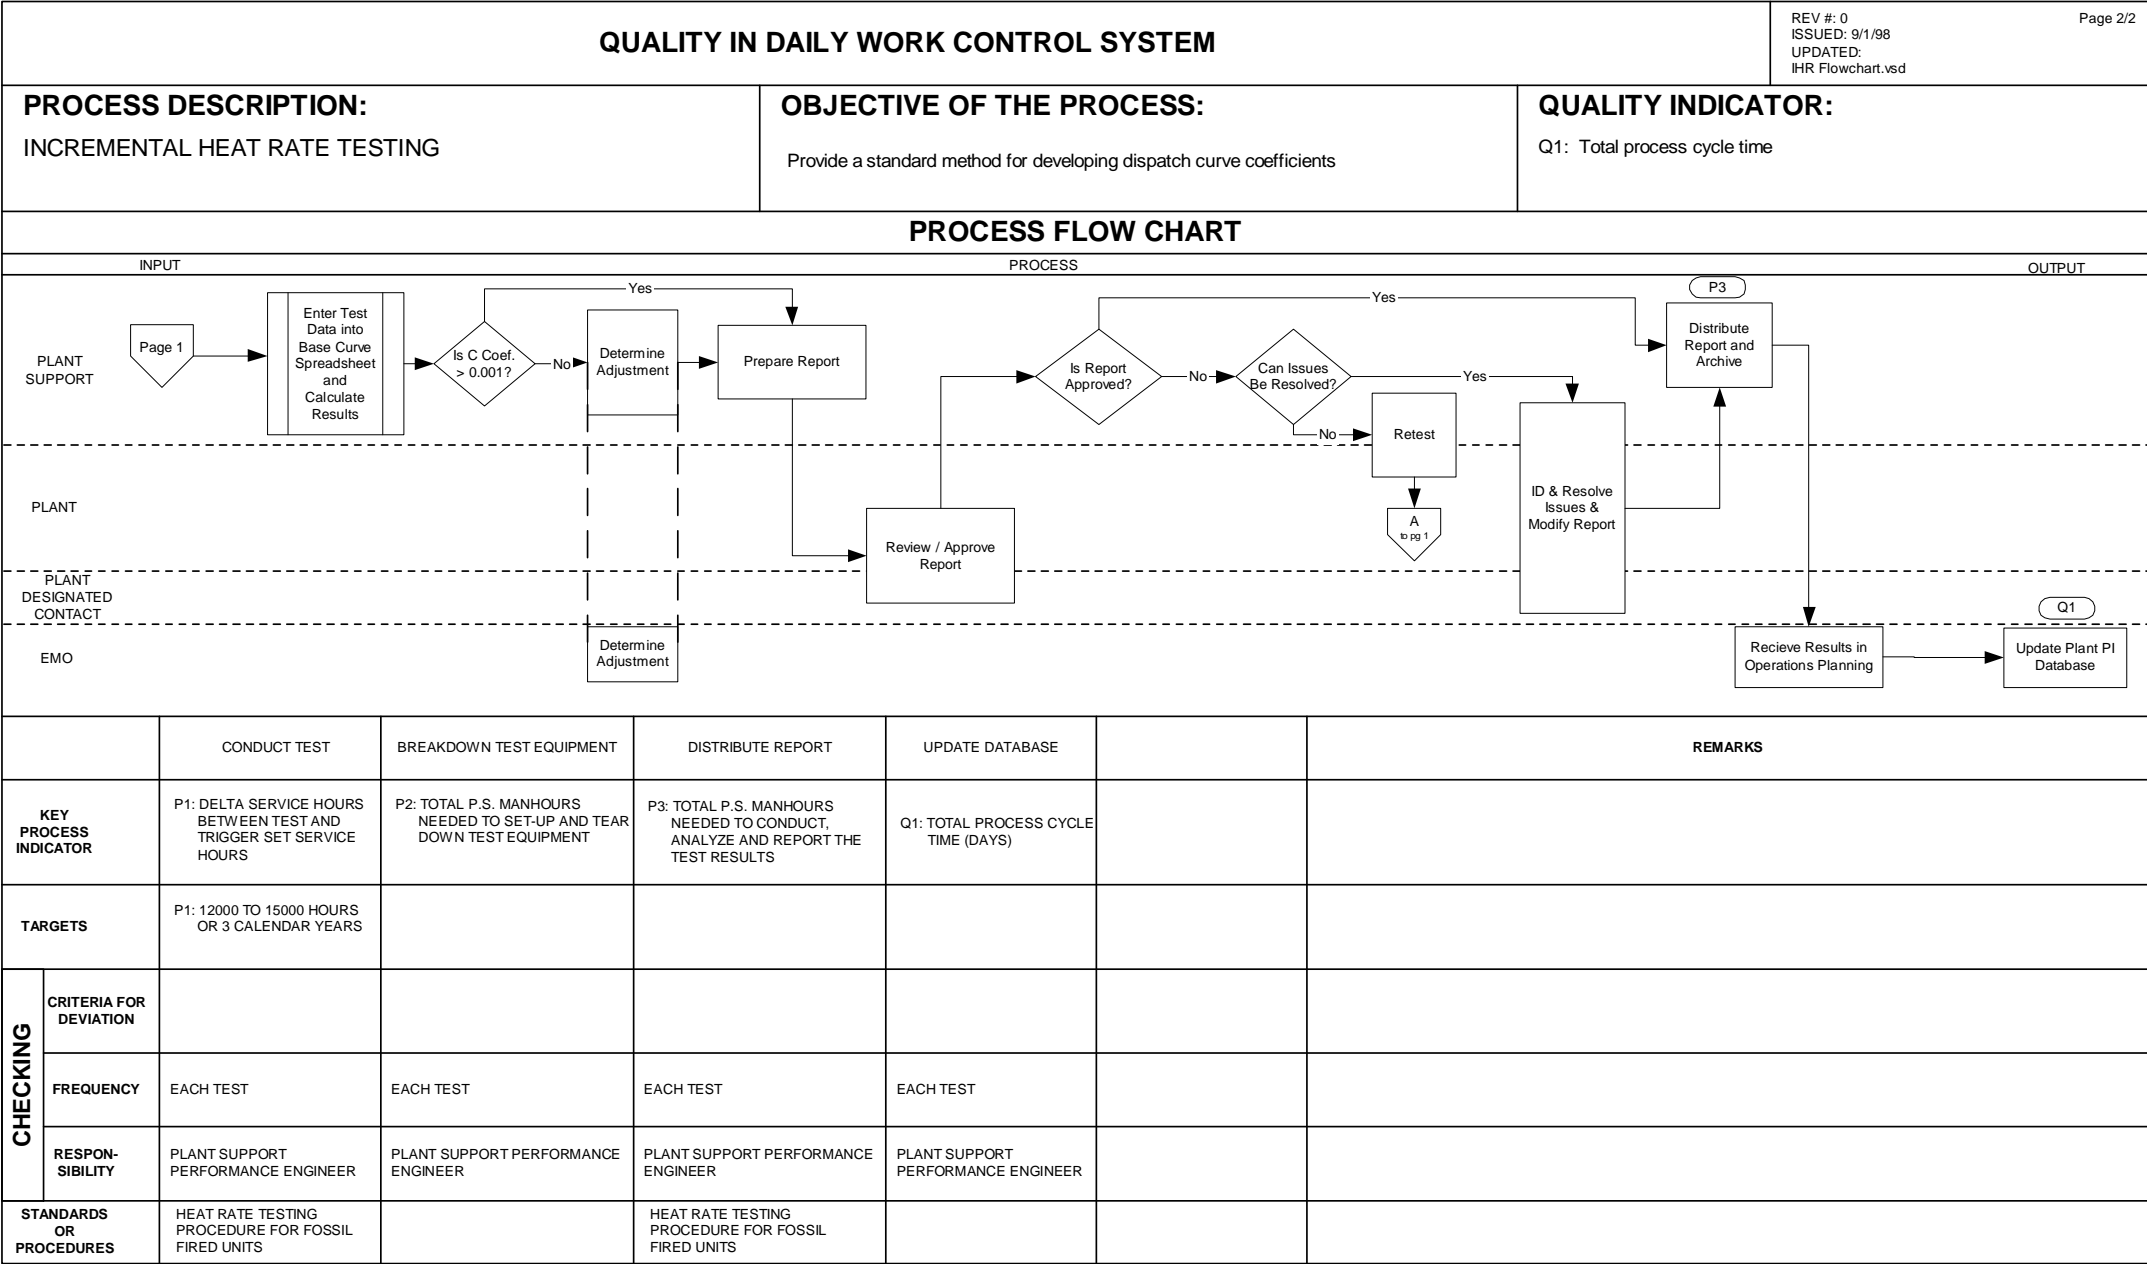 QUALITY IN DAILY WORK CONTROL SYSTEM
REV #: 0
Page 2/2
ISSUED: 9/1/98
UPDATED:
IHR Flowchart.vsd
PROCESS DESCRIPTION:
INCREMENTAL HEAT RATE TESTING
OBJECTIVE OF THE PROCESS:
Provide a standard method for developing dispatch curve coefficients
QUALITY INDICATOR:
Q1: Total process cycle time
PROCESS FLOW CHART
INPUT
PROCESS
OUTPUT
PLANT
SUPPORT
Page 1
Enter Test
Data into
Base Curve
Spreadsheet
and
Calculate
Results
Is C Coef.
> 0.001?
Yes
No
Determine
Adjustment
Prepare Report
Is Report
Approved?
Yes
No
Can Issues
Be Resolved?
Yes
No
Retest
P3
Distribute
Report and
Archive
PLANT
Review / Approve
Report
A
to pg 1
ID & Resolve
Issues &
Modify Report
PLANT
DESIGNATED
CONTACT
Q1
EMO
Determine
Adjustment
Recieve Results in
Operations Planning
Update Plant PI
Database
CONDUCT TEST
BREAKDOWN TEST EQUIPMENT
DISTRIBUTE REPORT
UPDATE DATABASE
REMARKS
KEY
PROCESS
INDICATOR
P1: DELTA SERVICE HOURS
BETWEEN TEST AND
TRIGGER SET SERVICE
HOURS
P2: TOTAL P.S. MANHOURS
NEEDED TO SET-UP AND TEAR
DOWN TEST EQUIPMENT
P3: TOTAL P.S. MANHOURS
NEEDED TO CONDUCT,
ANALYZE AND REPORT THE
TEST RESULTS
Q1: TOTAL PROCESS CYCLE
TIME (DAYS)
TARGETS
P1: 12000 TO 15000 HOURS
OR 3 CALENDAR YEARS
CHECKING
CRITERIA FOR
DEVIATION
FREQUENCY
EACH TEST
EACH TEST
EACH TEST
EACH TEST
RESPON-
SIBILITY
PLANT SUPPORT
PERFORMANCE ENGINEER
PLANT SUPPORT PERFORMANCE
ENGINEER
PLANT SUPPORT PERFORMANCE
ENGINEER
PLANT SUPPORT
PERFORMANCE ENGINEER
STANDARDS
OR
PROCEDURES
HEAT RATE TESTING
PROCEDURE FOR FOSSIL
FIRED UNITS
HEAT RATE TESTING
PROCEDURE FOR FOSSIL
FIRED UNITS